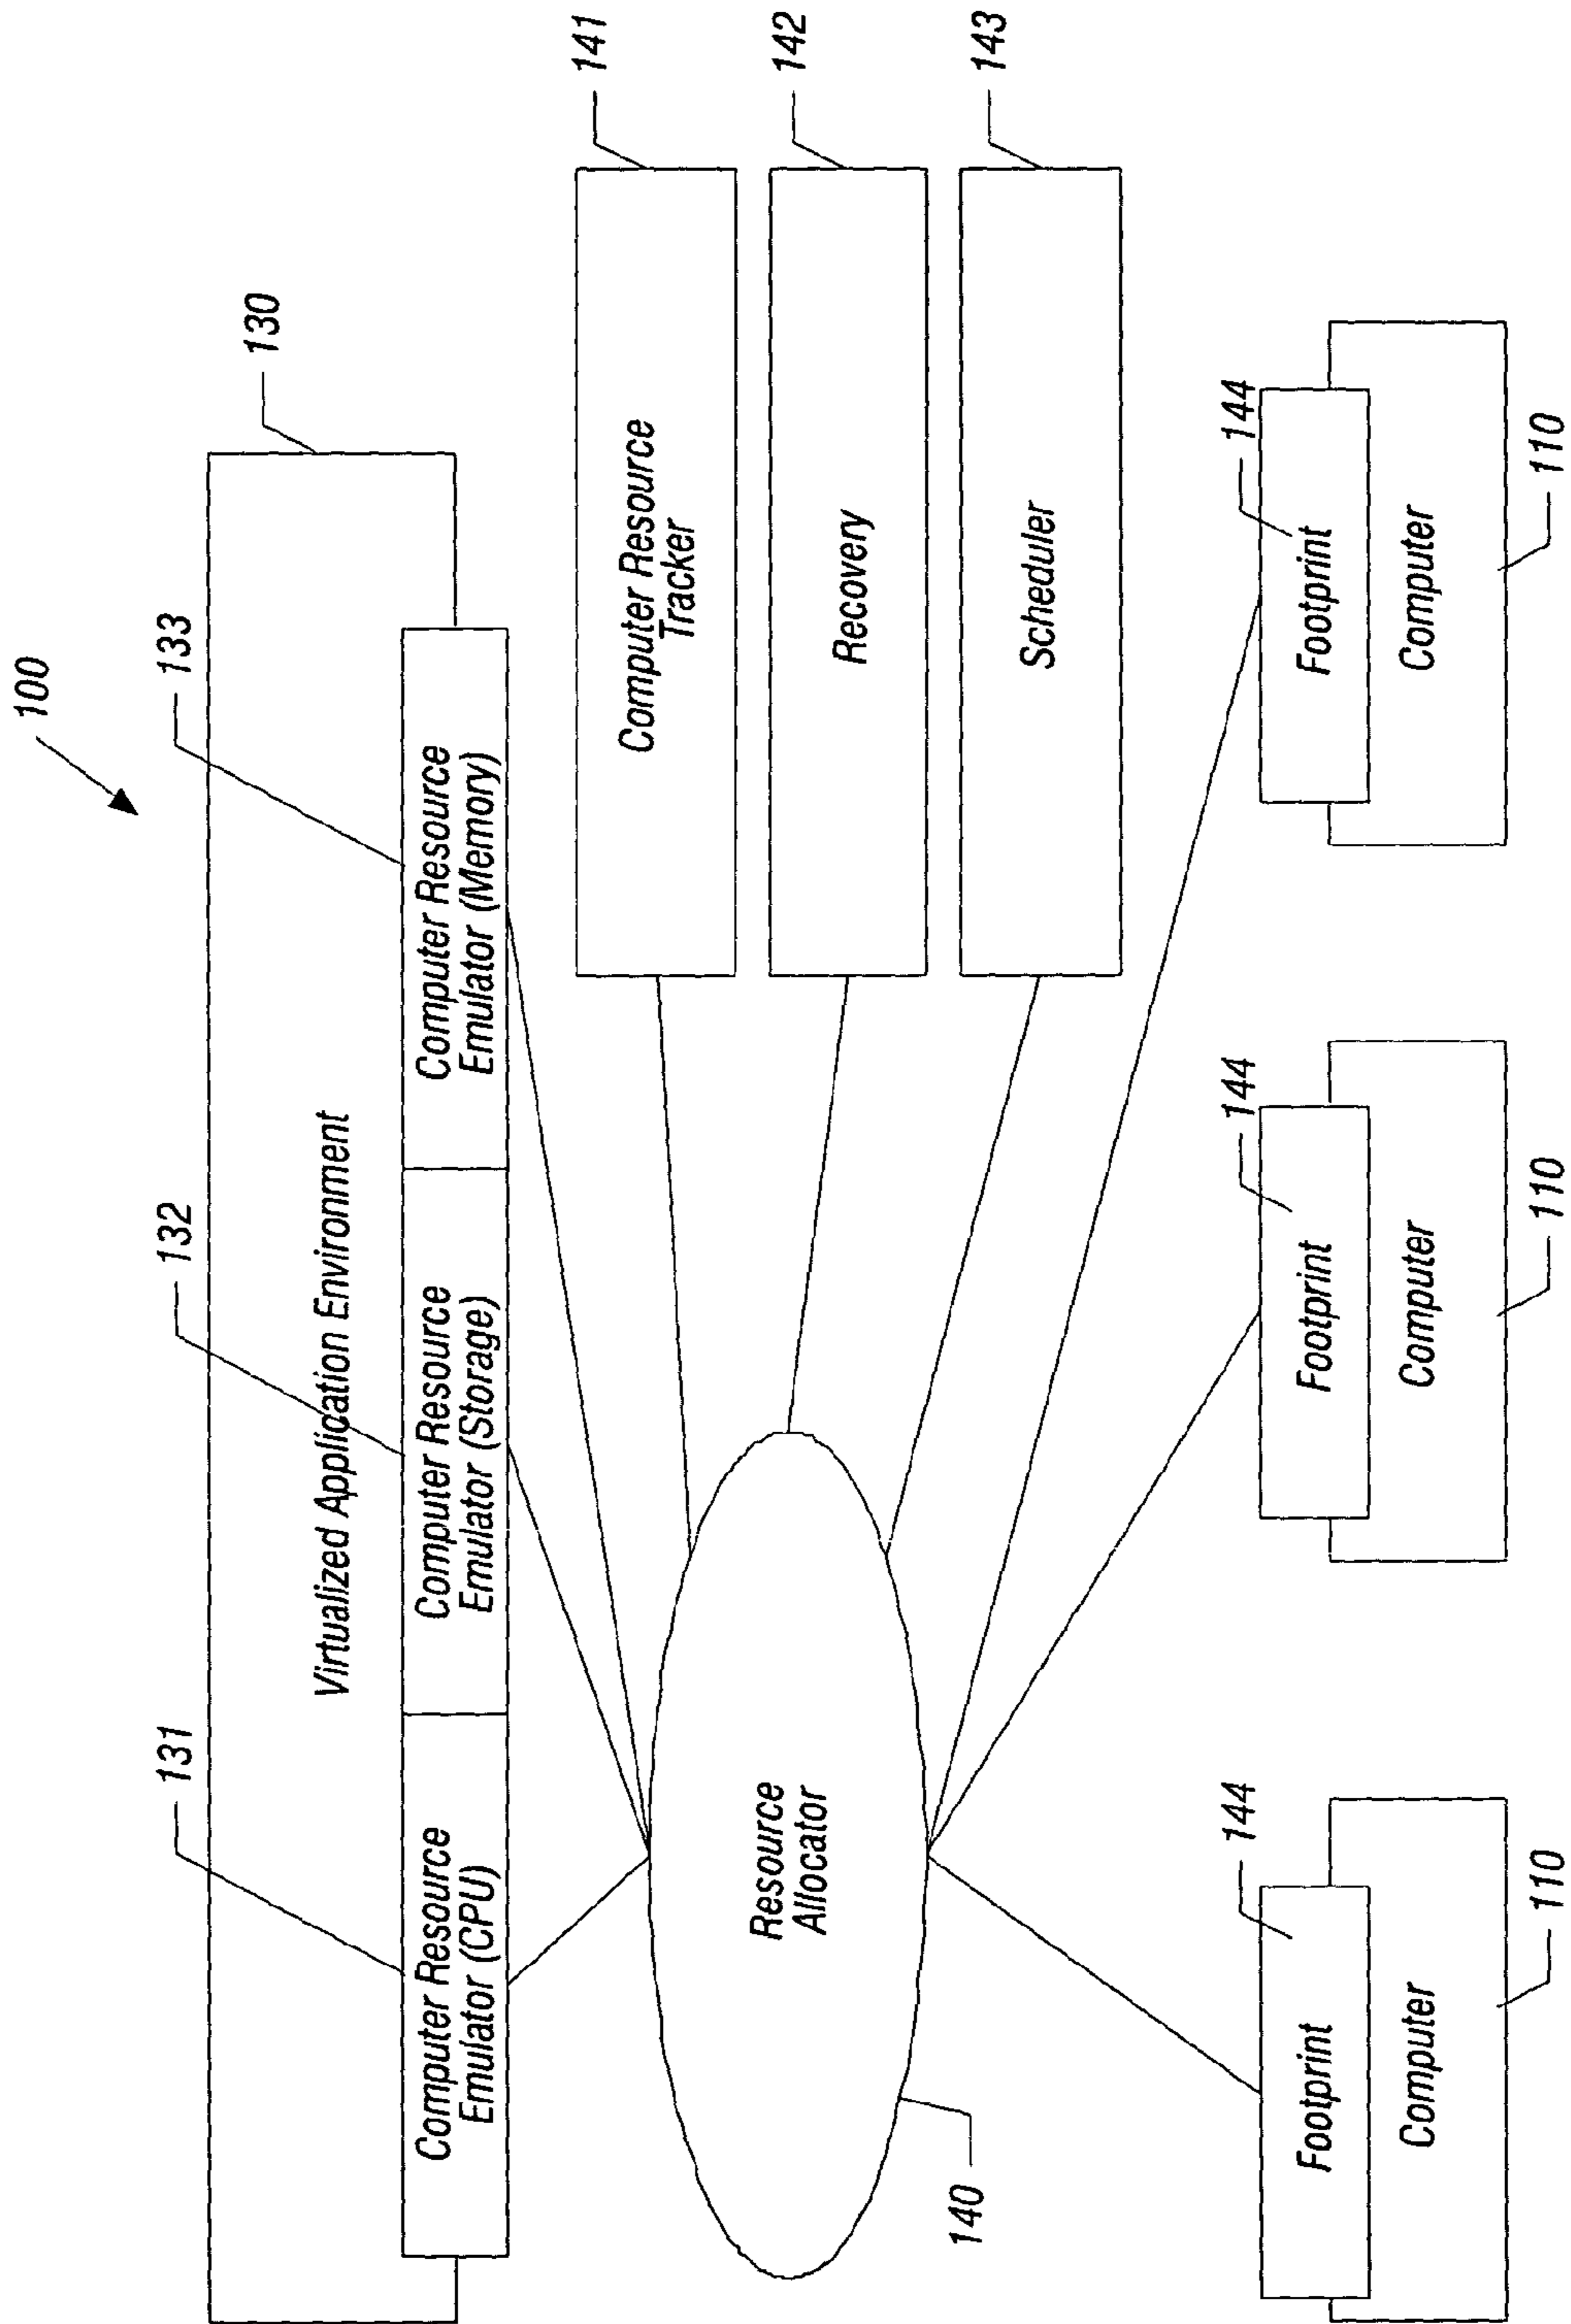 100
130
Virtualized Application Environment
131
132
133
Computer Resource
Emulator (CPU)
Computer Resource
Emulator (Storage)
Computer Resource
Emulator (Memory)
141
Computer Resource
Tracker
142
Recovery
143
Scheduler
Resource
Allocator
140
144
Footprint
Computer
110
144
Footprint
Computer
110
144
Footprint
Computer
110